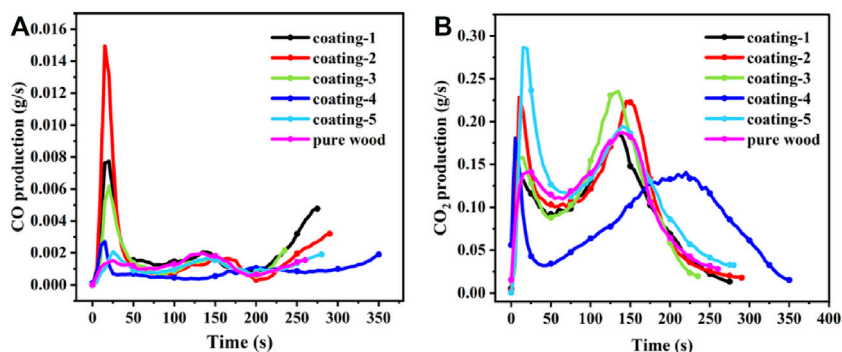 A
CO production (g/s)
0.016
0.014
0.012
0.010
0.008
0.006
0.004
0.002
0.000
coating-1
coating-2
coating-3
coating-4
coating-5
pure wood
0 50 100 150 200 250 300 350
Time (s)
B
CO₂ production (g/s)
0.30
0.25
0.20
0.15
0.10
0.05
0.00
coating-1
coating-2
coating-3
coating-4
coating-5
pure wood
0 50 100 150 200 250 300 350 400
Time (s)